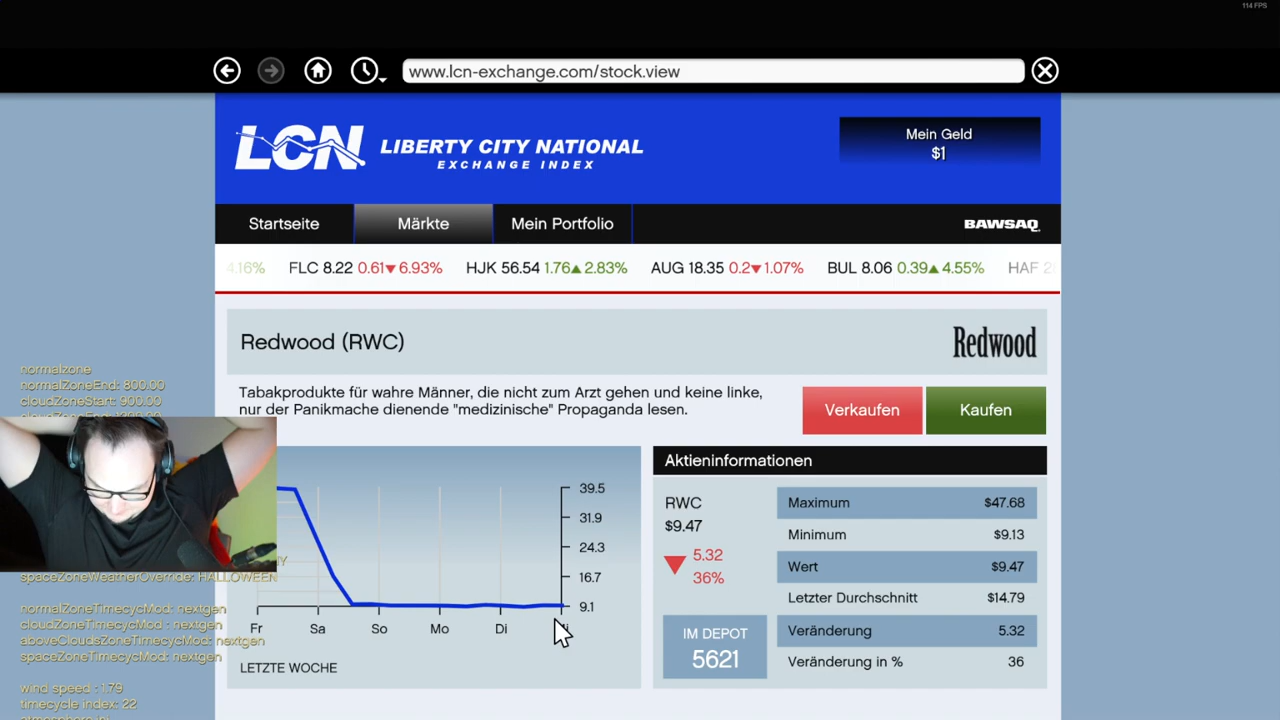 114 FPS
www.lcn-exchange.com/stock.view
LCN LIBERTY CITY NATIONAL
EXCHANGE INDEX
Mein Geld
$1
Startseite Märkte Mein Portfolio BAWSAQ
4.16% FLC 8.22 0.61▼6.93% HJK 56.54 1.76▲2.83% AUG 18.35 0.2▼1.07% BUL 8.06 0.39▲4.55% HAF
Redwood (RWC) Redwood
Tabakprodukte für wahre Männer, die nicht zum Arzt gehen und keine linke,
nur der Panikmache dienende "medizinische" Propaganda lesen.
Verkaufen Kaufen
normalzone
normalZoneEnd: 800.00
cloudZoneStart: 900.00
39.5
31.9
24.3
16.7
9.1
Fr Sa So Mo Di
LETZTE WOCHE
Aktieninformationen
RWC
$9.47
5.32
36%
IM DEPOT
5621
Maximum $47.68
Minimum $9.13
Wert $9.47
Letzter Durchschnitt $14.79
Veränderung 5.32
Veränderung in % 36
spaceZoneWeatherOverride: HALLOWEEN
normalZoneTimecycMod: nextgen
cloudZoneTimecycMod : nextgen
aboveCloudsZoneTimecycMod: nextgen
spaceZoneTimecycMod: nextgen
wind speed : 1.79
timecycle index: 22